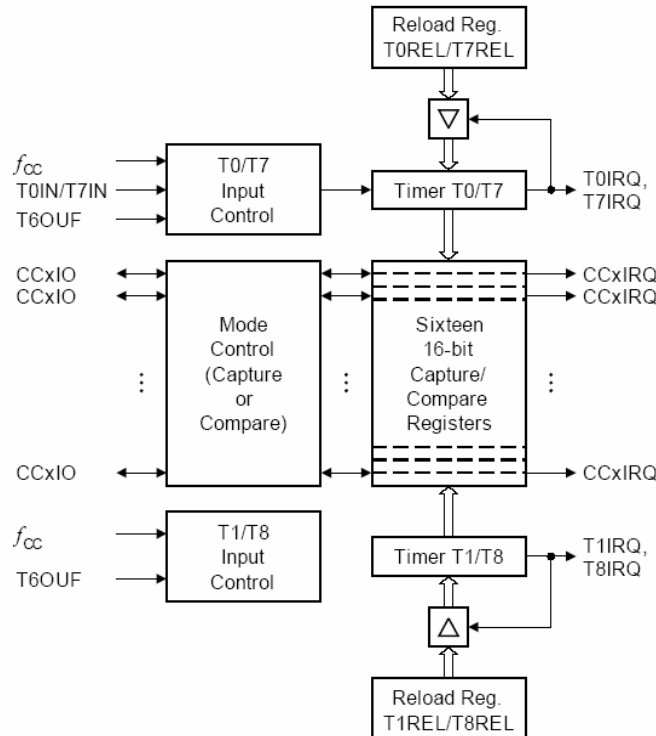 Reload Reg.
T0REL/T7REL
fCC
T0IN/T7IN
T6OUF
T0/T7
Input
Control
Timer T0/T7
T0IRQ,
T7IRQ
CCxIO
CCxIO
CCxIO
Mode
Control
(Capture
or
Compare)
Sixteen
16-bit
Capture/
Compare
Registers
CCxIRQ
CCxIRQ
CCxIRQ
fCC
T6OUF
T1/T8
Input
Control
Timer T1/T8
T1IRQ,
T8IRQ
Reload Reg.
T1REL/T8REL